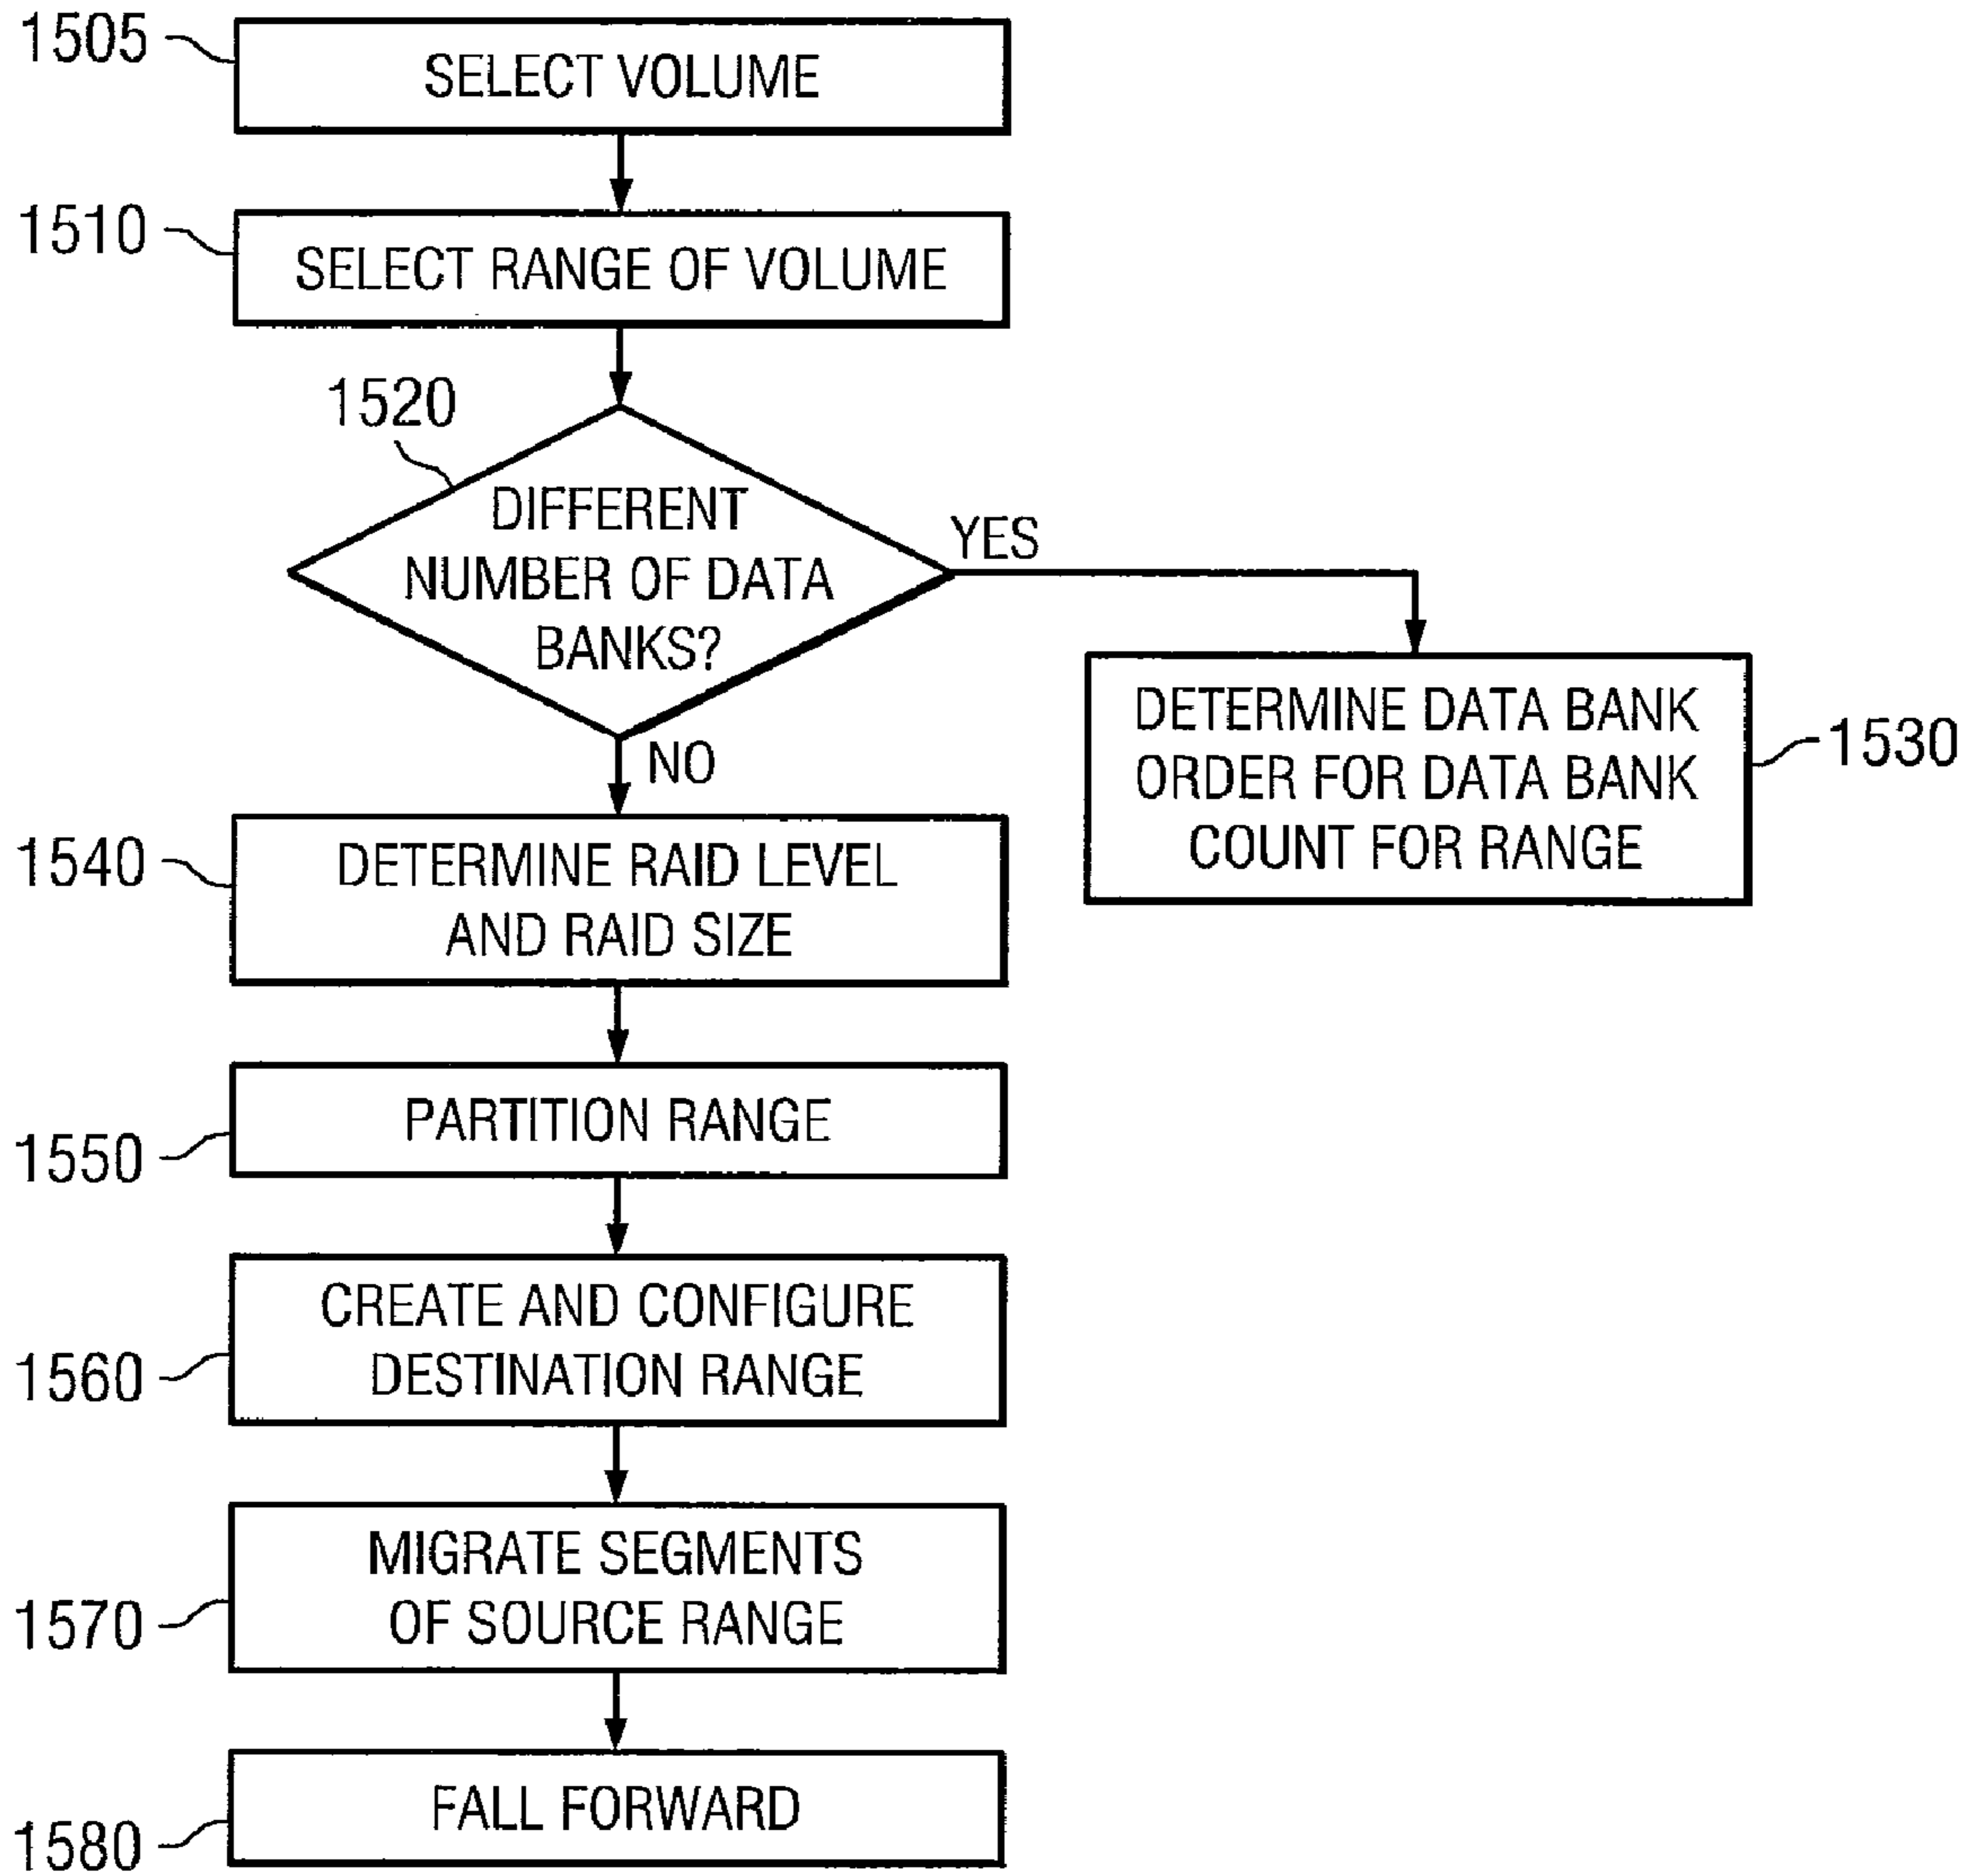 1505
SELECT VOLUME
1510
SELECT RANGE OF VOLUME
1520
DIFFERENT
NUMBER OF DATA
BANKS?
YES
NO
DETERMINE DATA BANK
ORDER FOR DATA BANK
COUNT FOR RANGE
1530
1540
DETERMINE RAID LEVEL
AND RAID SIZE
1550
PARTITION RANGE
1560
CREATE AND CONFIGURE
DESTINATION RANGE
1570
MIGRATE SEGMENTS
OF SOURCE RANGE
1580
FALL FORWARD